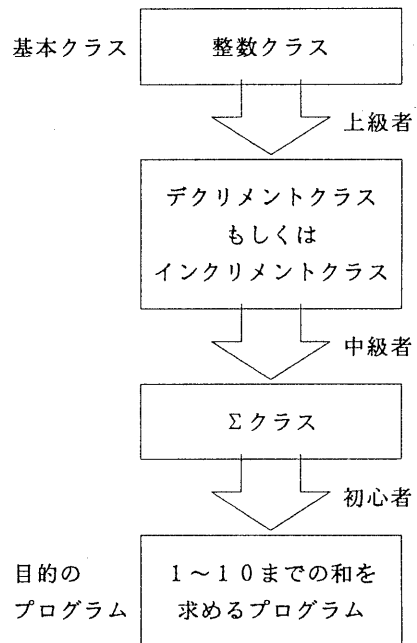 基本クラス
整数クラス
上級者
デクリメントクラス
もしくは
インクリメントクラス
中級者
Σクラス
初心者
目的の
プログラム
1~10までの和を
求めるプログラム